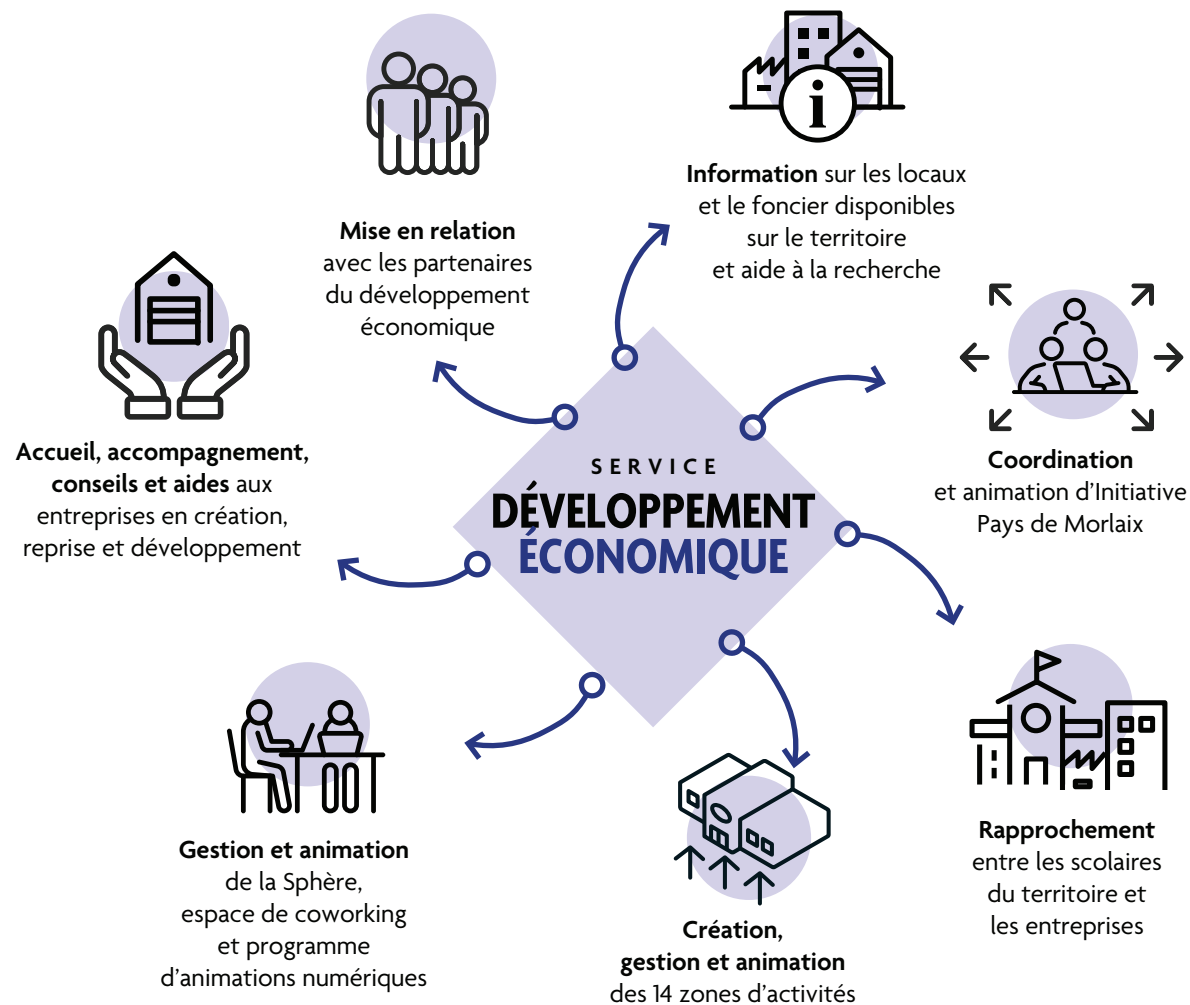 Information sur les locaux
et le foncier disponibles
sur le territoire
et aide à la recherche
Mise en relation
avec les partenaires
du développement
économique
Accueil, accompagnement,
conseils et aides aux
entreprises en création,
reprise et développement
SERVICE
DÉVELOPPEMENT
ÉCONOMIQUE
Coordination
et animation d’Initiative
Pays de Morlaix
Rapprochement
entre les scolaires
du territoire et
les entreprises
Gestion et animation
de la Sphère,
espace de coworking
et programme
d’animations numériques
Création,
gestion et animation
des 14 zones d’activités